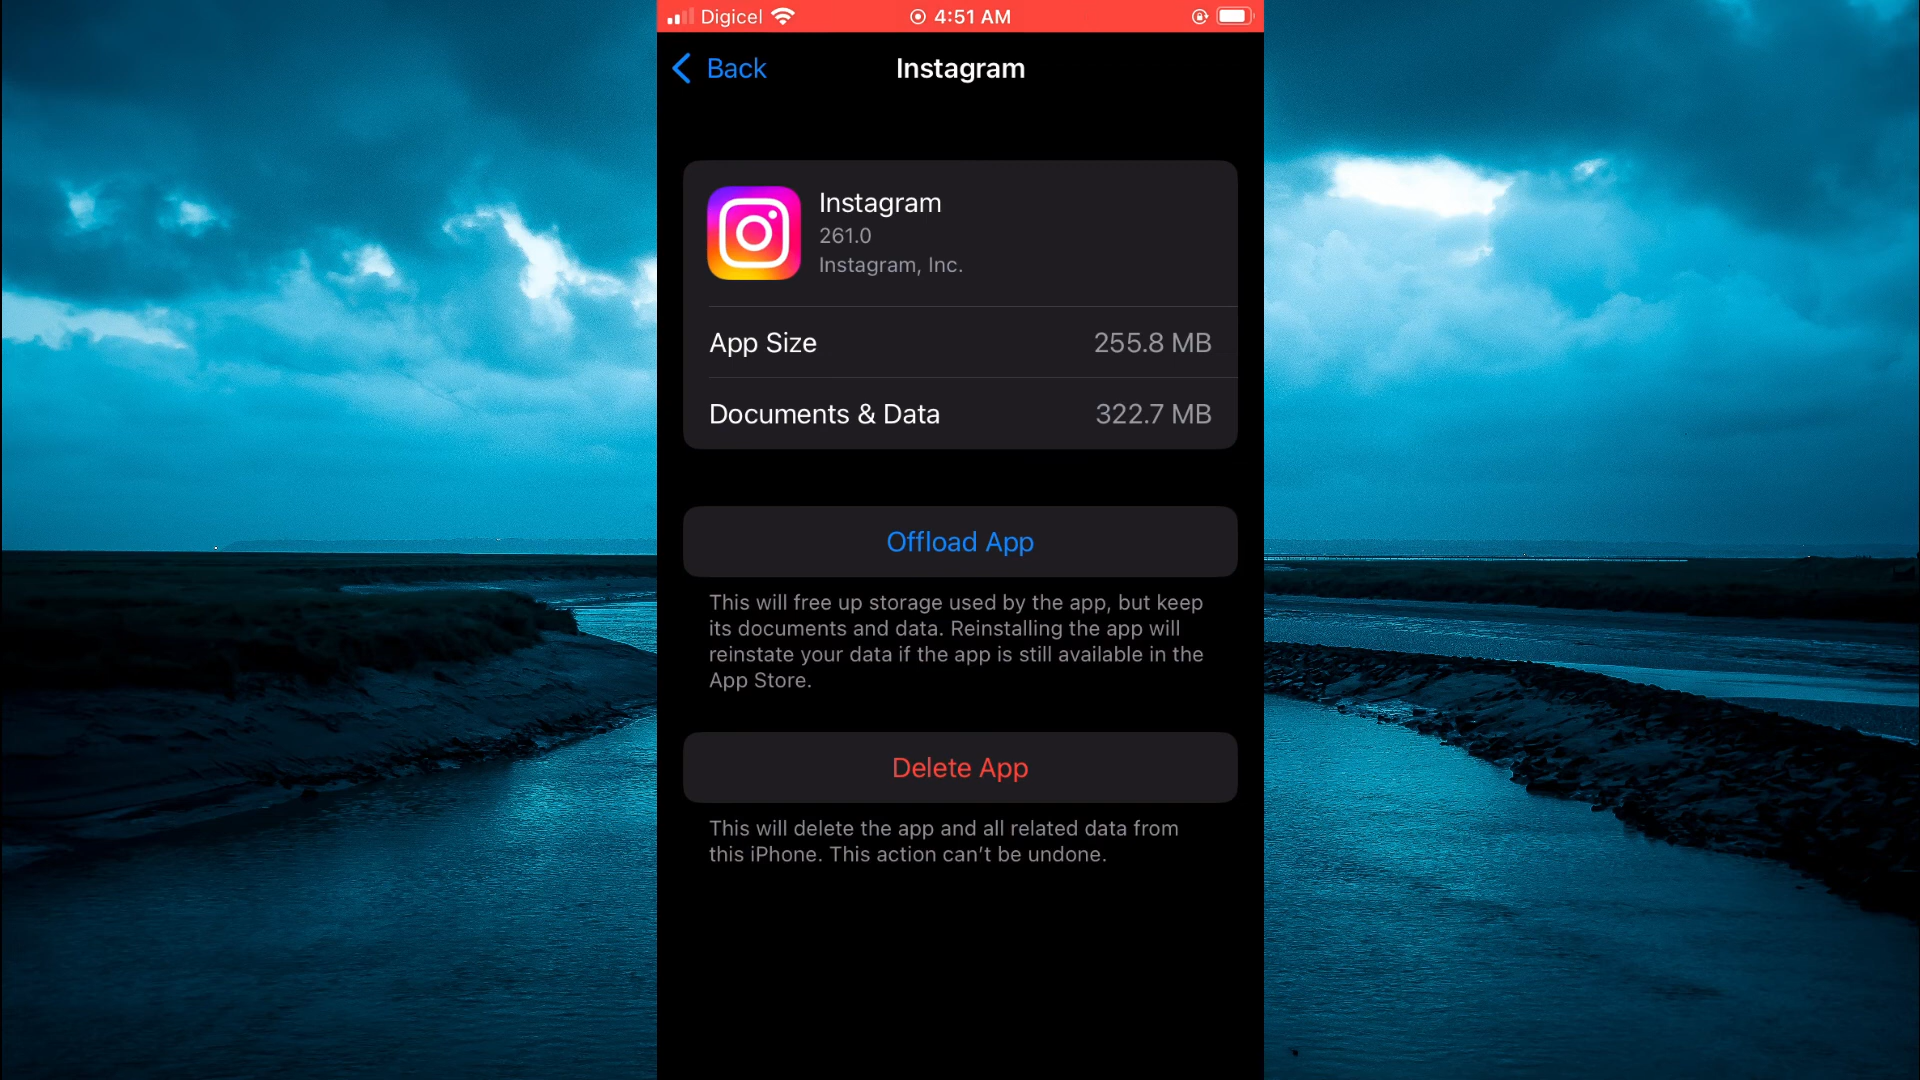 Digicel 4:51 AM
Back Instagram
Instagram
261.0
Instagram, Inc.
App Size 255.8 MB
Documents & Data 322.7 MB
Offload App
This will free up storage used by the app, but keep
its documents and data. Reinstalling the app will
reinstate your data if the app is still available in the
App Store.
Delete App
This will delete the app and all related data from
this iPhone. This action can’t be undone.